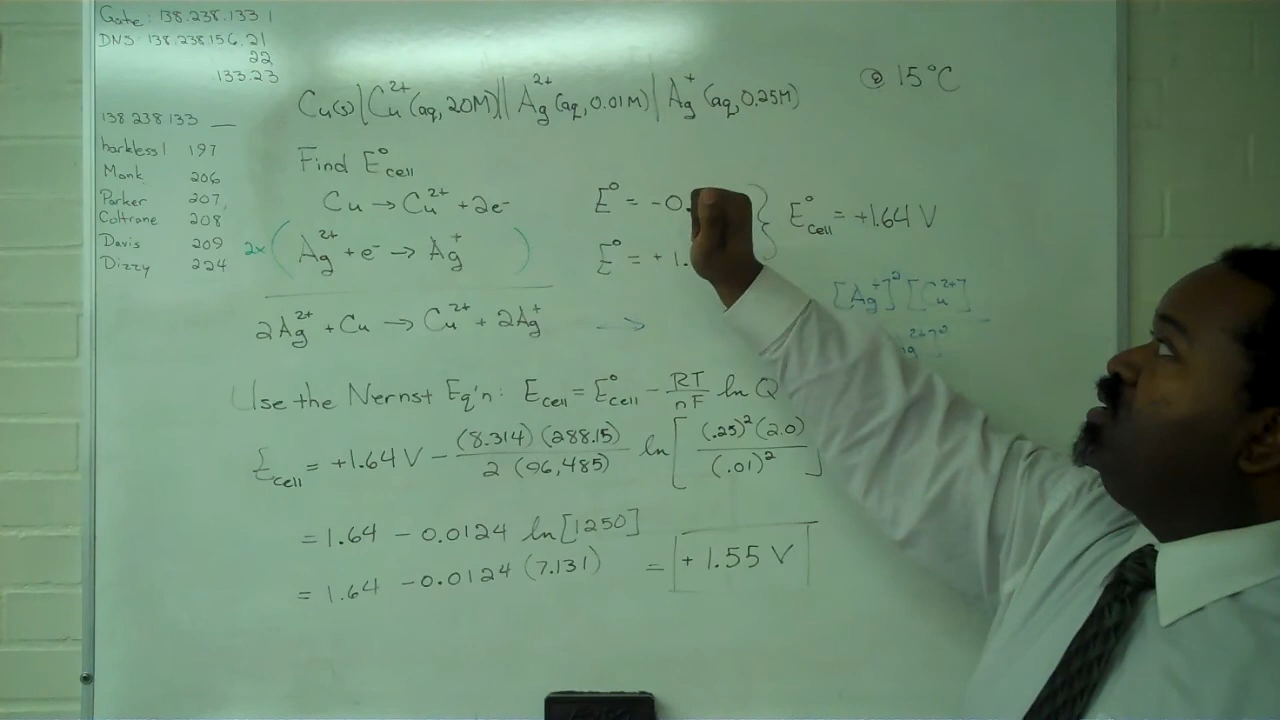 Gate: 138.238.133.1
DNS: 138.238.156.21
22
133.23
138 238 133 __
harkless1 197
Monk 206
Parker 207
Coltrane 208
Davis 209
Dizzy 224
@ 15°C
Cu(s)|Cu²⁺(aq, 2.0M)||Ag²⁺(aq, 0.01M)|Ag⁺(aq, 0.25M)
Find E°cell
Cu → Cu²⁺ + 2e⁻ E° = -0. } E°cell = +1.64 V
2x (Ag²⁺ + e⁻ → Ag⁺) E° = +1.
[Ag⁺]² [Cu²⁺]
2Ag²⁺ + Cu → Cu²⁺ + 2Ag⁺ →
Use the Nernst Eq'n: Ecell = E°cell - RT/nF ln Q
Ecell = +1.64 V - (8.314)(288.15)/2(96,485) ln[(.25)²(2.0)/(.01)²]
= 1.64 - 0.0124 ln[1250]
= 1.64 - 0.0124 (7.131) = +1.55 V